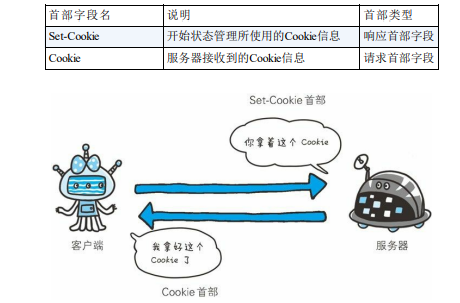 首部字段名 说明 首部类型
Set-Cookie 开始状态管理所使用的Cookie信息 响应首部字段
Cookie 服务器接收到的Cookie信息 请求首部字段
Set-Cookie 首部
你拿着这个 Cookie
客户端
服务器
我拿好这个
Cookie 了
Cookie 首部